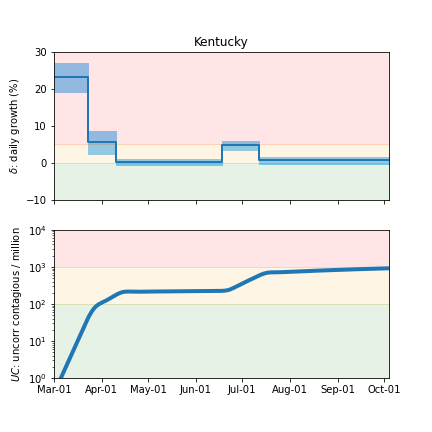 Kentucky
δ: daily growth (%)
30
20
10
0
−10
UC: uncorr contagious / million
10⁴
10³
10²
10¹
10⁰
Mar-01 Apr-01 May-01 Jun-01 Jul-01 Aug-01 Sep-01 Oct-01